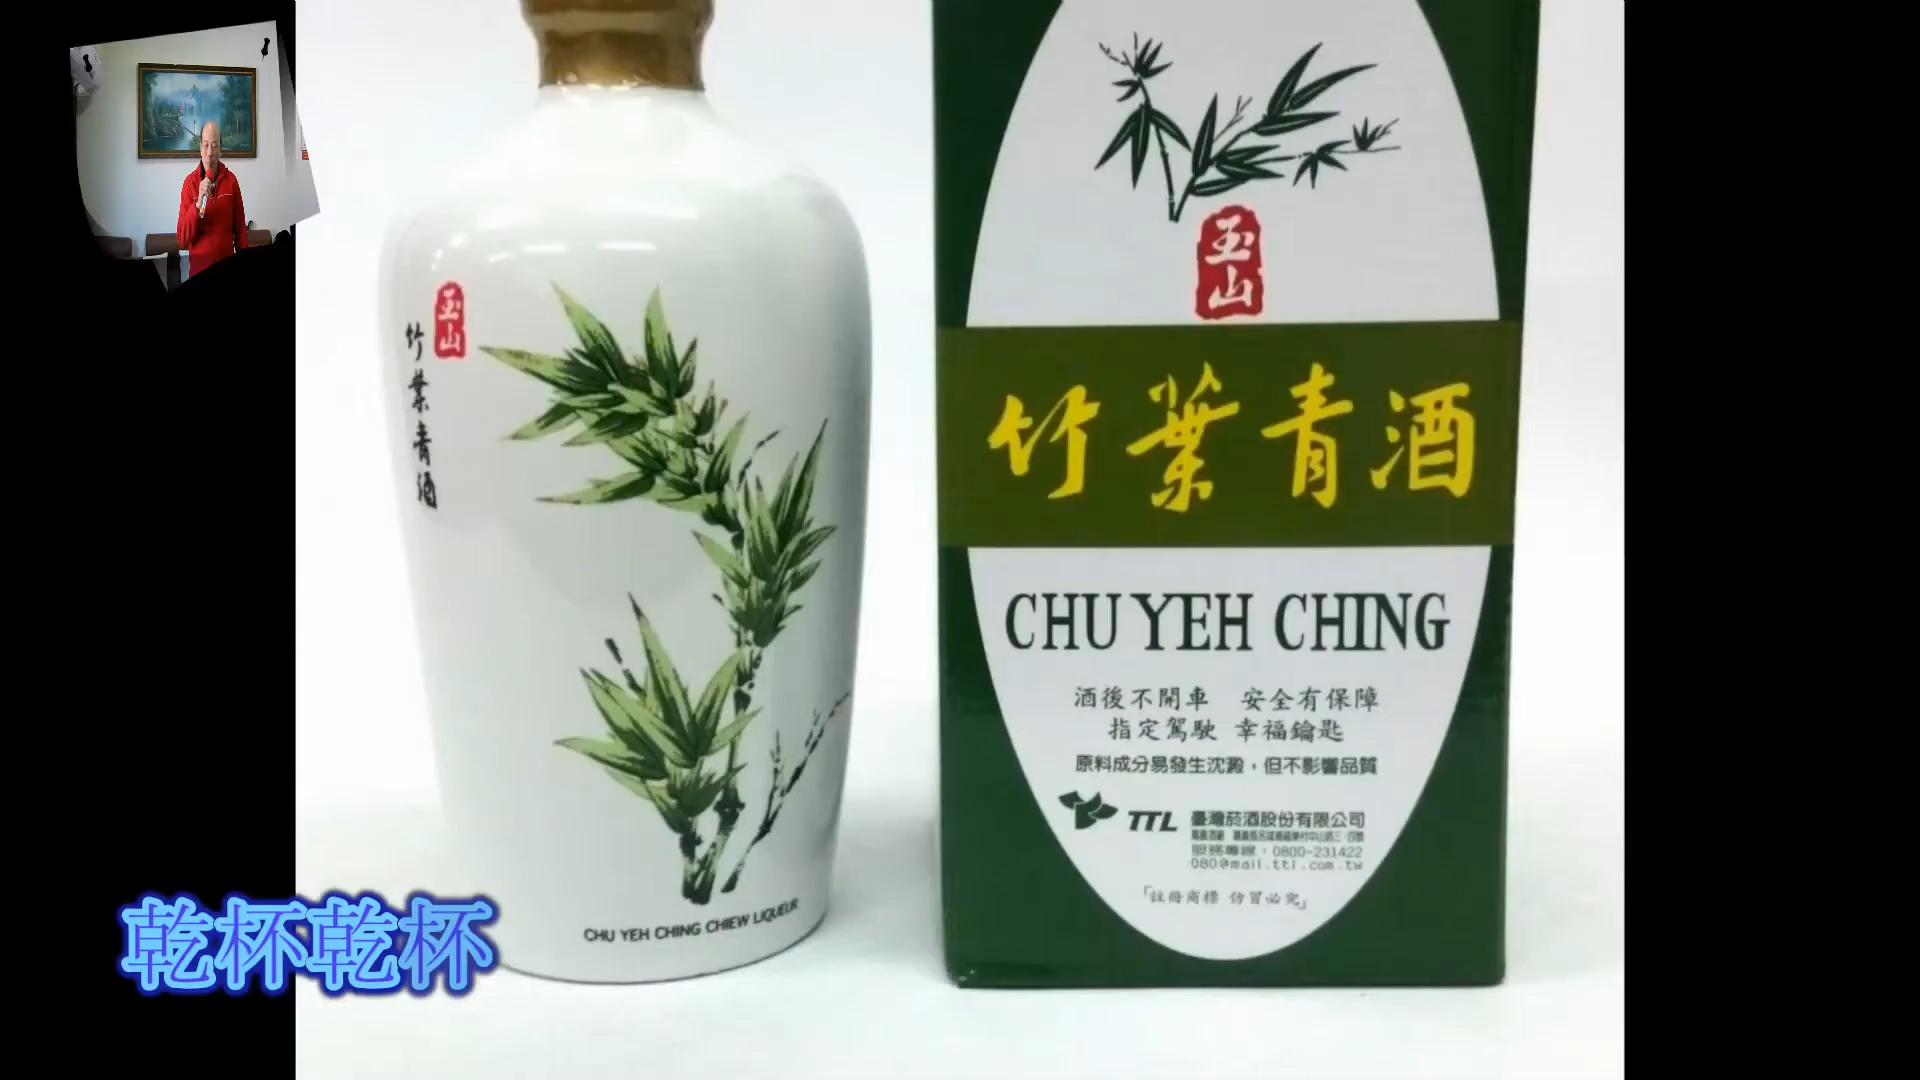 玉山
竹葉青酒
CHU YEH CHING CHIEW LIQUEUR
玉山
竹葉青酒
CHU YEH CHING
酒後不開車 安全有保障
指定駕駛 幸福鑰匙
原料成分易發生沈澱，但不影響品質
TTL 臺灣菸酒股份有限公司
服務專線：0800-231422
080@mail.ttl.com.tw
「註冊商標 仿冒必究」
乾杯乾杯